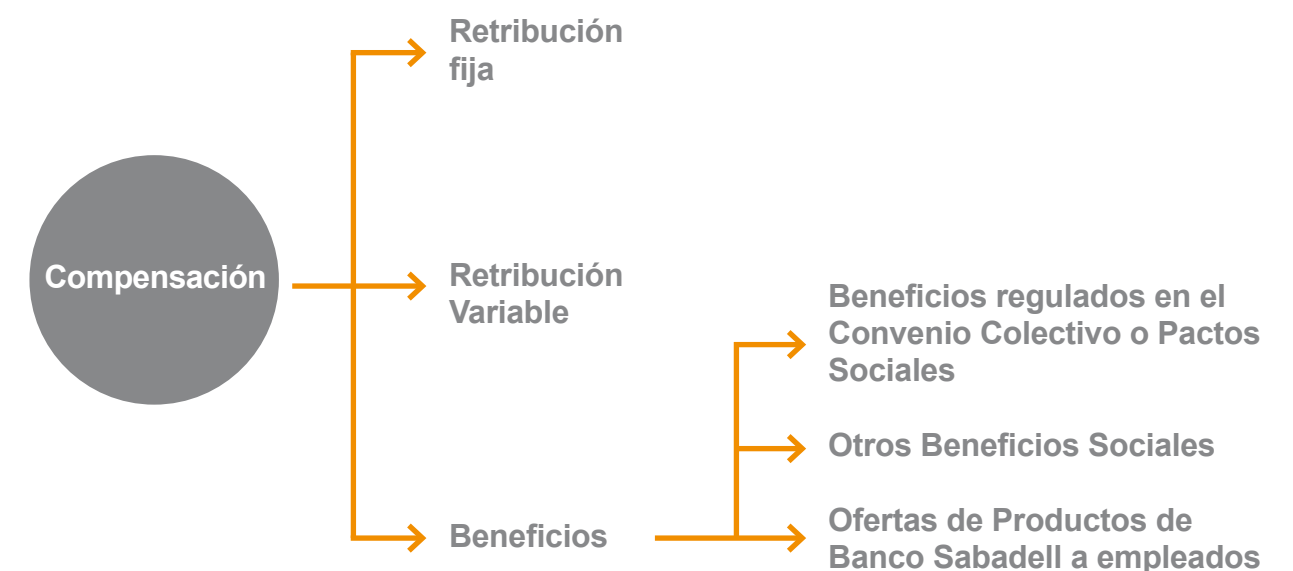 Retribución
fija
Compensación
Retribución
Variable
Beneficios regulados en el
Convenio Colectivo o Pactos
Sociales
Otros Beneficios Sociales
Beneficios
Ofertas de Productos de
Banco Sabadell a empleados